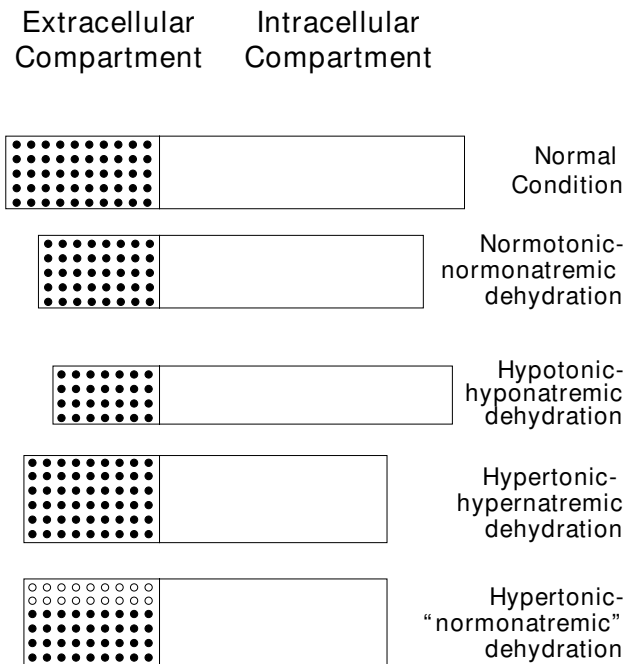 Extracellular Compartment
Intracellular Compartment
Normal
Condition
Normotonic-
normonatremic
dehydration
Hypotonic-
hyponatremic
dehydration
Hypertonic-
hypernatremic
dehydration
Hypertonic-
“normonatremic”
dehydration